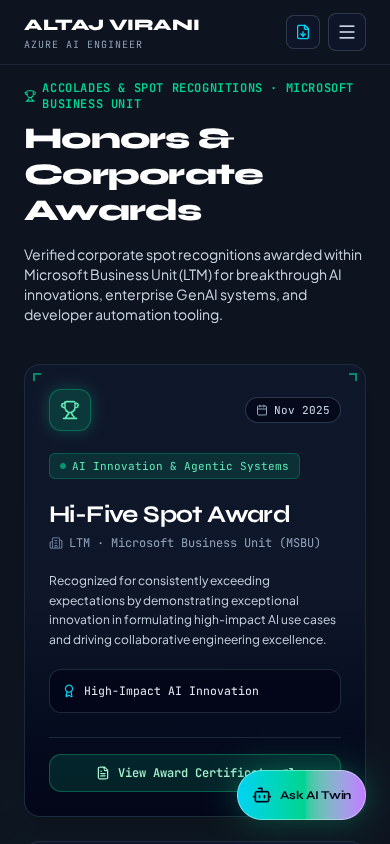 ALTAJ VIRANI
AZURE AI ENGINEER
ACCOLADES & SPOT RECOGNITIONS · MICROSOFT
BUSINESS UNIT
Honors &
Corporate
Awards
Verified corporate spot recognitions awarded within
Microsoft Business Unit (LTM) for breakthrough AI
innovations, enterprise GenAI systems, and
developer automation tooling.
Nov 2025
AI Innovation & Agentic Systems
Hi-Five Spot Award
LTM · Microsoft Business Unit (MSBU)
Recognized for consistently exceeding
expectations by demonstrating exceptional
innovation in formulating high-impact AI use cases
and driving collaborative engineering excellence.
High-Impact AI Innovation
View Award
Ask AI Twin